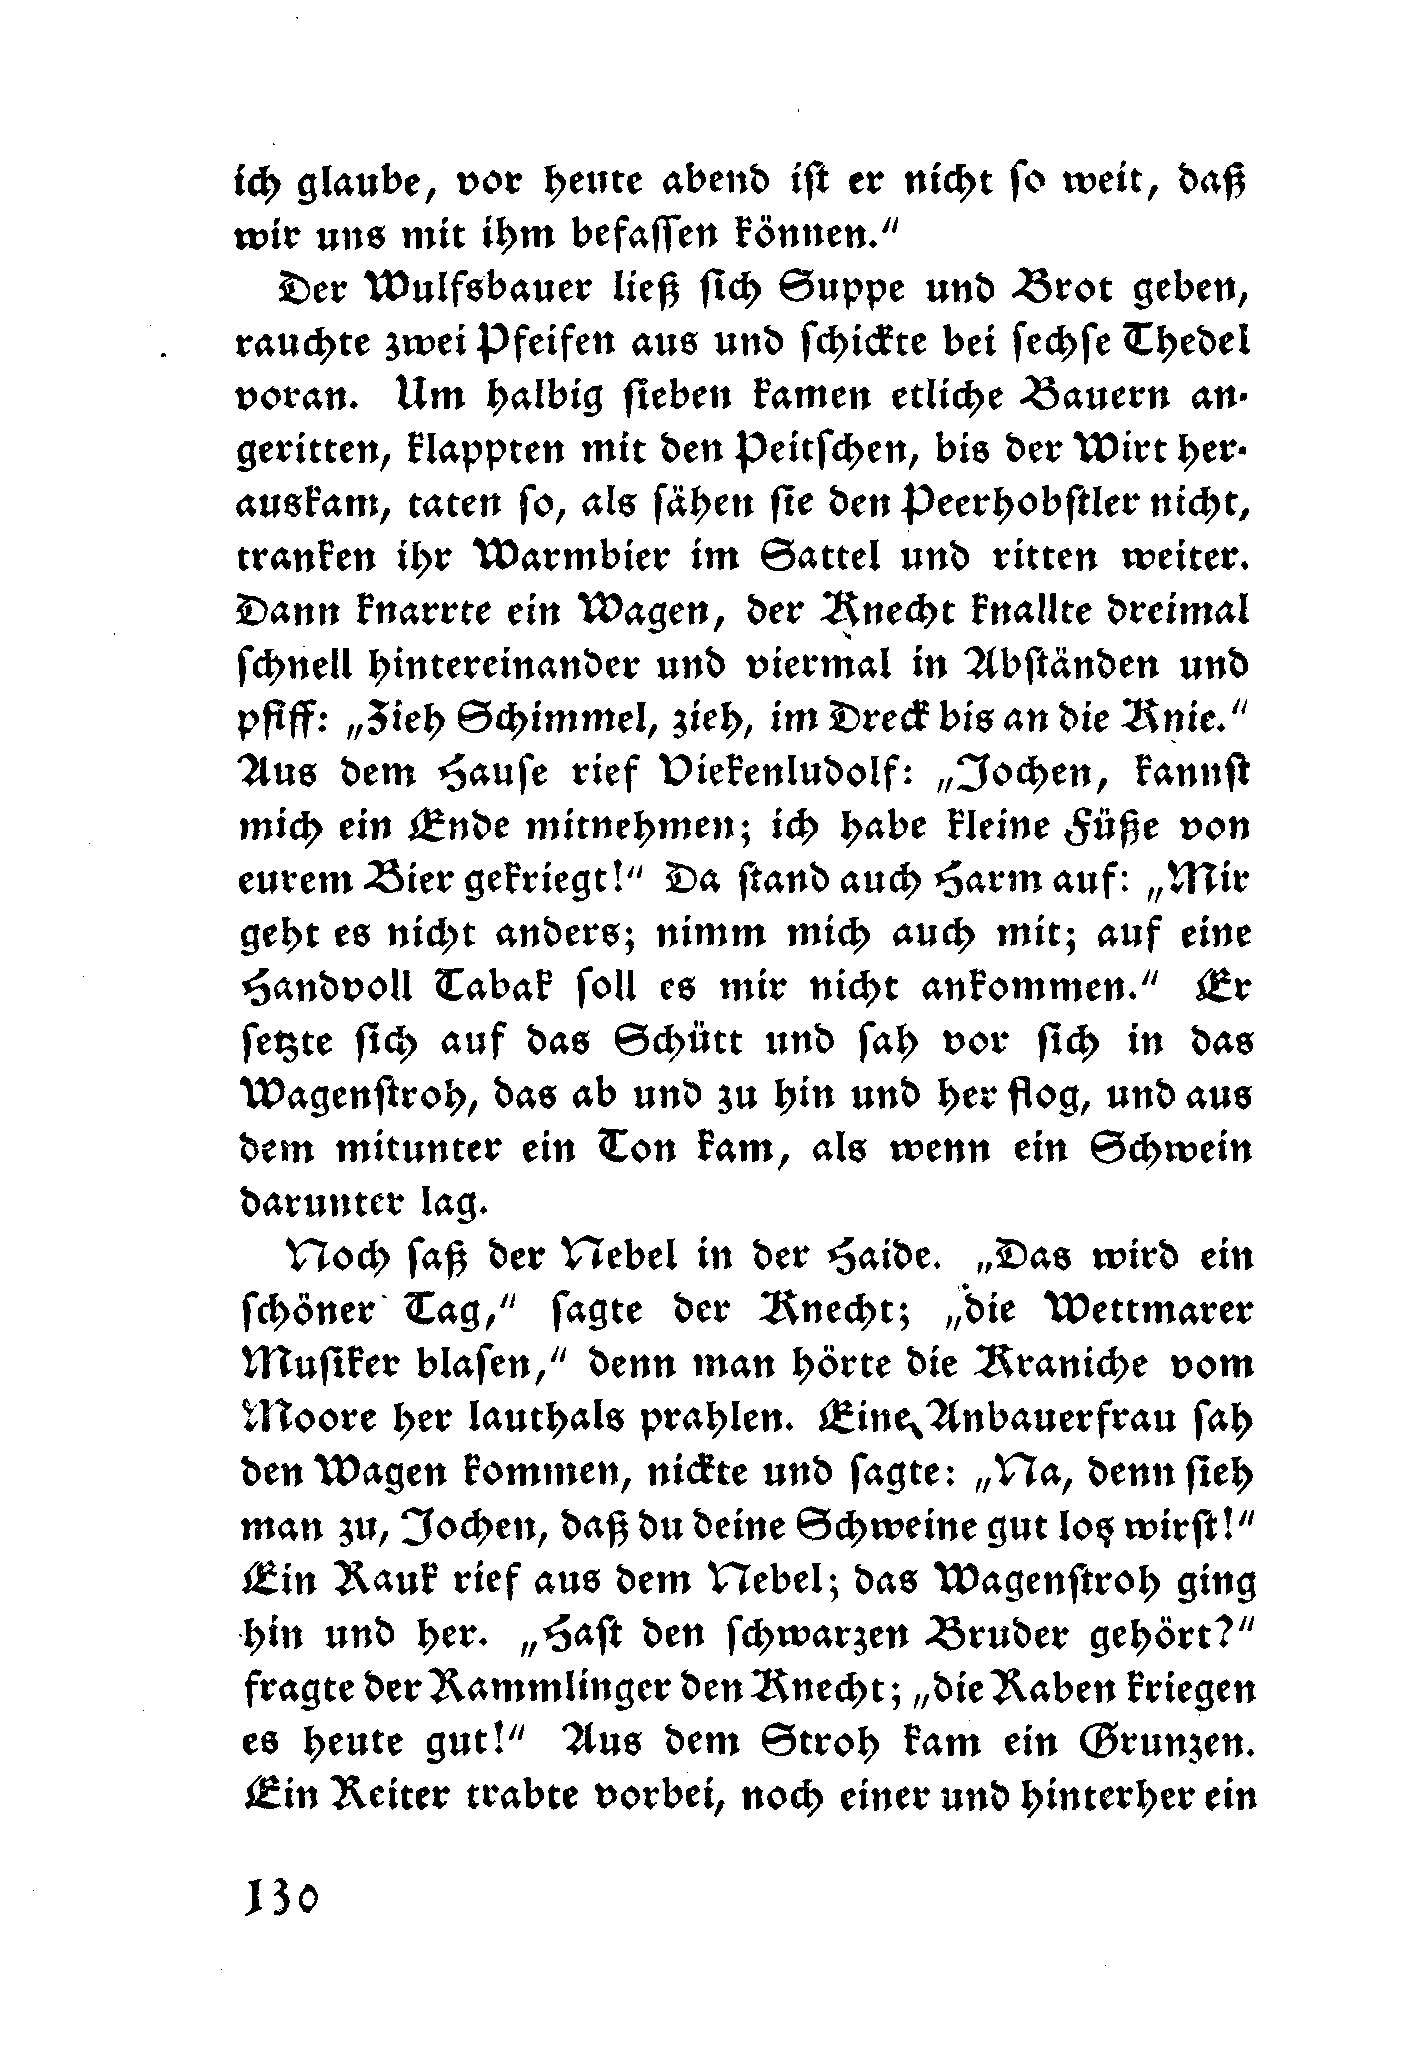 ich glaube, vor heute abend ist er nicht so weit, daß
wir uns mit ihm befassen können.“
Der Wulfsbauer ließ sich Suppe und Brot geben,
rauchte zwei Pfeifen aus und schickte bei sechse Thedel
voran. Um halbig sieben kamen etliche Bauern an-
geritten, klappten mit den Peitschen, bis der Wirt her-
auskam, taten so, als sähen sie den Peerhobstler nicht,
tranken ihr Warmbier im Sattel und ritten weiter.
Dann knarrte ein Wagen, der Knecht knallte dreimal
schnell hintereinander und viermal in Abständen und
pfiff: „Zieh Schimmel, zieh, im Dreck bis an die Knie.“
Aus dem Hause rief Viekenludolf: „Jochen, kannst
mich ein Ende mitnehmen; ich habe kleine Füße von
eurem Bier gekriegt!“ Da stand auch Harm auf: „Mir
geht es nicht anders; nimm mich auch mit; auf eine
Handvoll Tabak soll es mir nicht ankommen.“ Er
setzte sich auf das Schütt und sah vor sich in das
Wagenstroh, das ab und zu hin und her flog, und aus
dem mitunter ein Ton kam, als wenn ein Schwein
darunter lag.
Noch saß der Nebel in der Haide. „Das wird ein
schöner Tag,“ sagte der Knecht; „die Wettmarer
Musiker blasen,“ denn man hörte die Kraniche vom
Moore her lauthals prahlen. Eine Anbauerfrau sah
den Wagen kommen, nickte und sagte: „Na, denn sieh
man zu, Jochen, daß du deine Schweine gut los wirst!“
Ein Rauk rief aus dem Nebel; das Wagenstroh ging
hin und her. „Hast den schwarzen Bruder gehört?“
fragte der Rammlinger den Knecht; „die Raben kriegen
es heute gut!“ Aus dem Stroh kam ein Grunzen.
Ein Reiter trabte vorbei, noch einer und hinterher ein
130